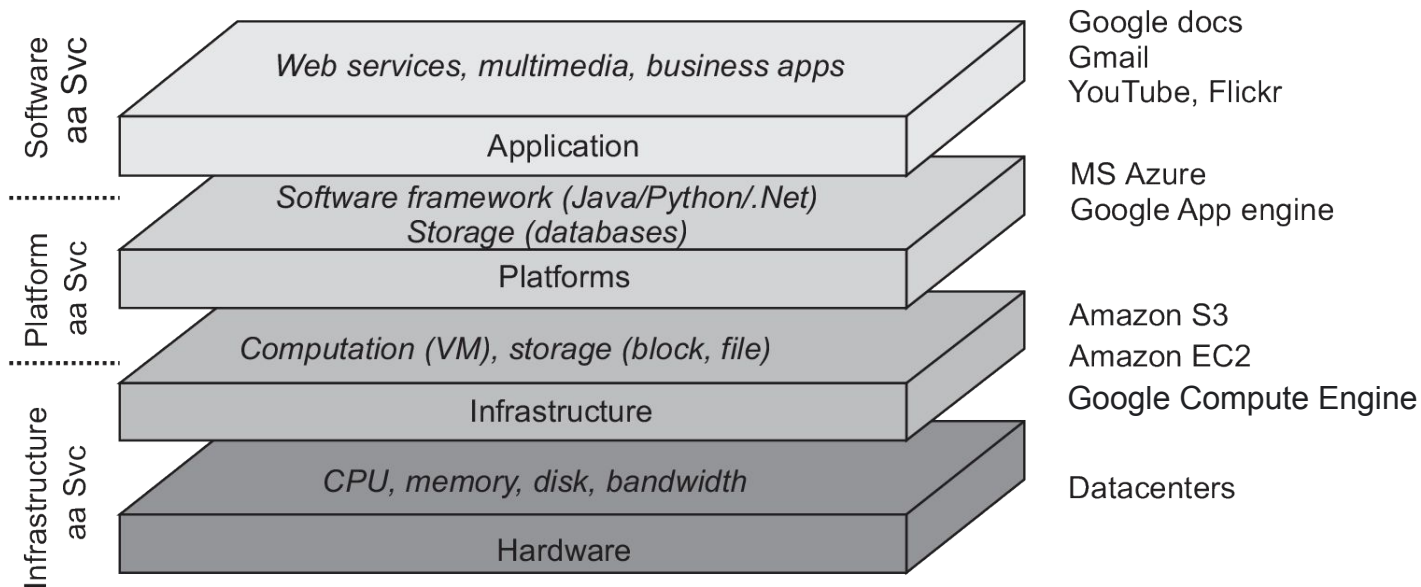 Software
aa Svc
Web services, multimedia, business apps
Application
Google docs
Gmail
YouTube, Flickr
Platform
aa Svc
Software framework (Java/Python/.Net)
Storage (databases)
Platforms
MS Azure
Google App engine
Infrastructure
aa Svc
Computation (VM), storage (block, file)
Infrastructure
Amazon S3
Amazon EC2
Google Compute Engine
CPU, memory, disk, bandwidth
Hardware
Datacenters